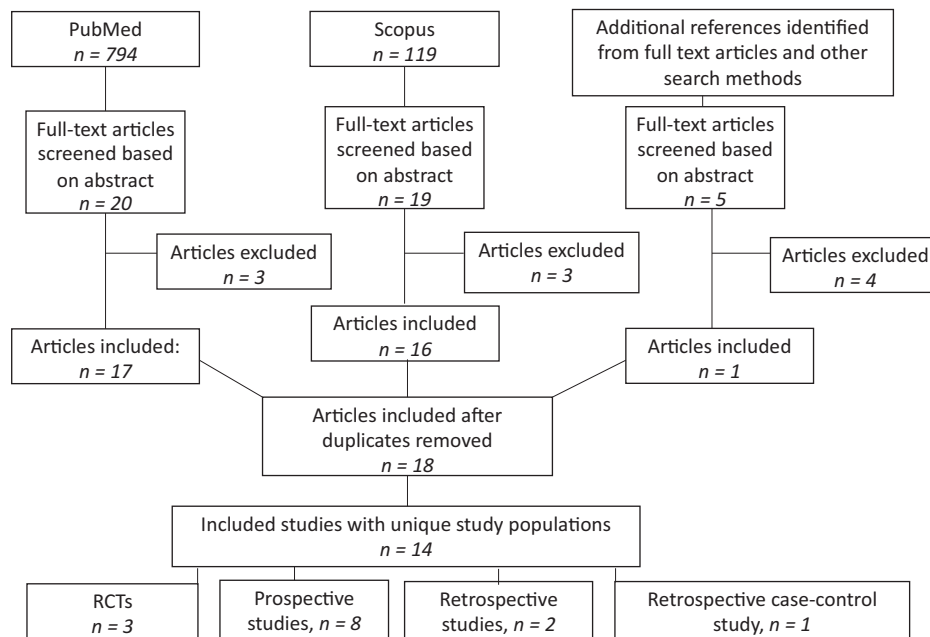 PubMed
n = 794
Scopus
n = 119
Additional references identified
from full text articles and other
search methods
Full-text articles
screened based
on abstract
n = 20
Full-text articles
screened based
on abstract
n = 19
Full-text articles
screened based
on abstract
n = 5
Articles excluded
n = 3
Articles excluded
n = 3
Articles excluded
n = 4
Articles included:
n = 17
Articles included
n = 16
Articles included
n = 1
Articles included after
duplicates removed
n = 18
Included studies with unique study populations
n = 14
RCTs
n = 3
Prospective
studies, n = 8
Retrospective
studies, n = 2
Retrospective case-control
study, n = 1